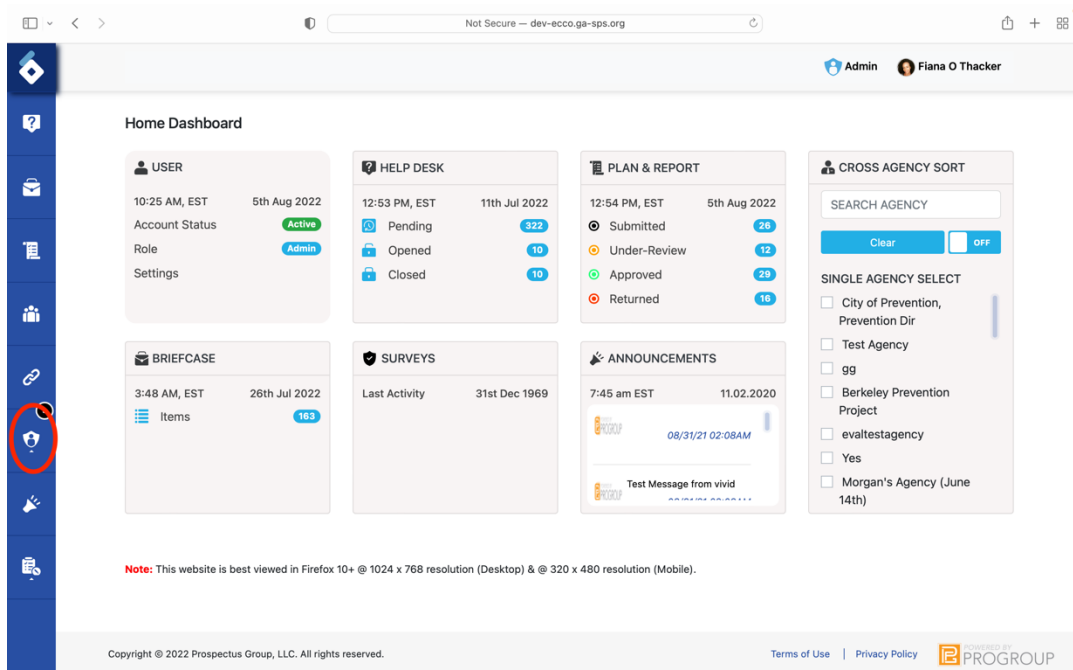 Not Secure — dev-ecco.ga-sps.org
Admin
Fiana O Thacker
Home Dashboard
USER
10:25 AM, EST 5th Aug 2022
Account Status Active
Role Admin
Settings
HELP DESK
12:53 PM, EST 11th Jul 2022
Pending 322
Opened 10
Closed 10
PLAN & REPORT
12:54 PM, EST 5th Aug 2022
Submitted 26
Under-Review 12
Approved 29
Returned 16
CROSS AGENCY SORT
SEARCH AGENCY
Clear OFF
SINGLE AGENCY SELECT
City of Prevention,
Prevention Dir
Test Agency
gg
Berkeley Prevention
Project
evaltestagency
Yes
Morgan's Agency (June
14th)
BRIEFCASE
3:48 AM, EST 26th Jul 2022
Items 163
SURVEYS
Last Activity 31st Dec 1969
ANNOUNCEMENTS
7:45 am EST 11.02.2020
PROGROUP
08/31/21 02:08AM
Test Message from vivid
PROGROUP
Note: This website is best viewed in Firefox 10+ @ 1024 x 768 resolution (Desktop) & @ 320 x 480 resolution (Mobile).
Copyright © 2022 Prospectus Group, LLC. All rights reserved.
Terms of Use | Privacy Policy
POWERED BY
PROGROUP